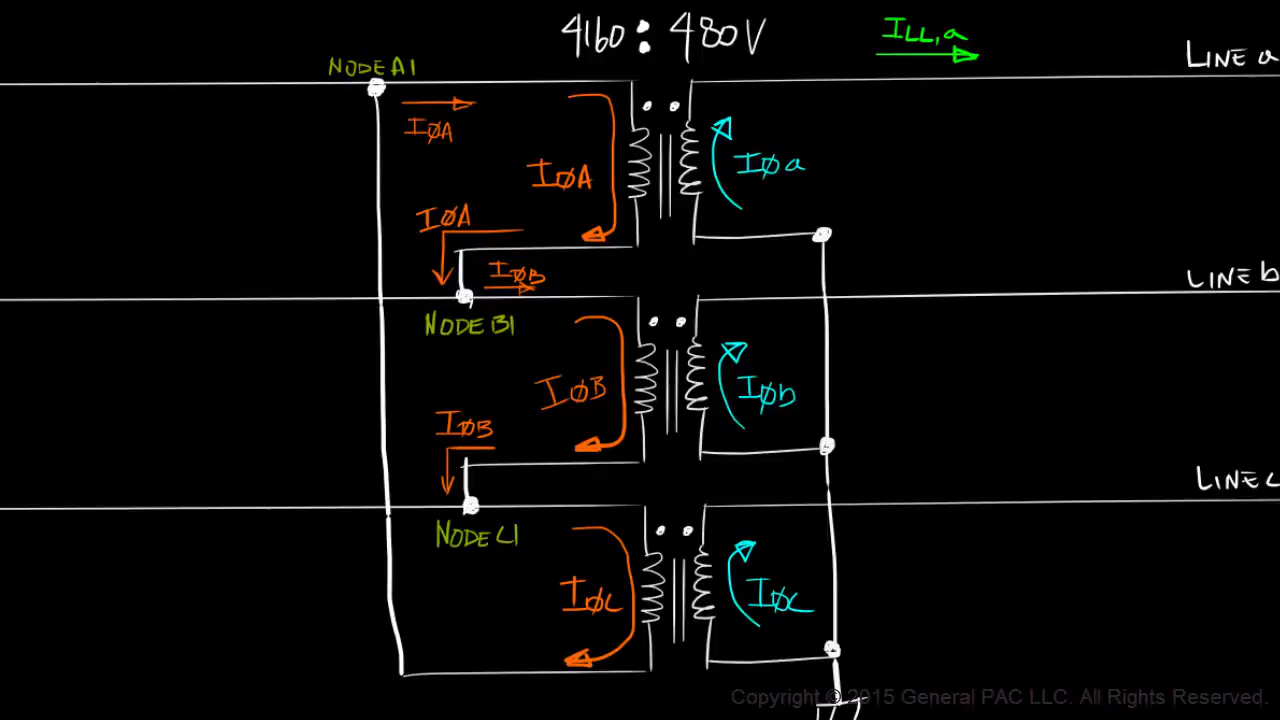 4160 : 480V
ILL,a
LINE a
NODE A1
IØA
IØA
IØa
IØA
IØB
LINE b
NODE B1
IØB
IØb
IØB
LINE c
NODE C1
IØC
IØC
Copyright © 2015 General PAC LLC. All Rights Reserved.